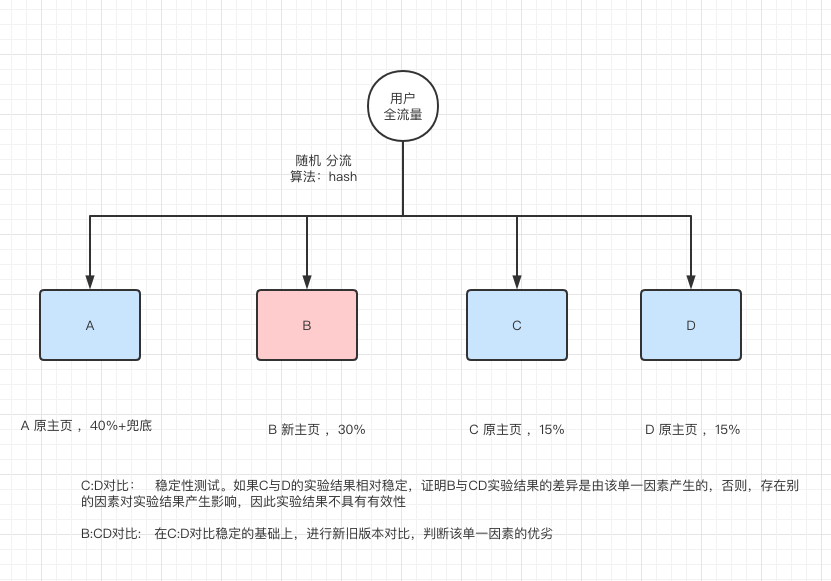 用户
全流量
随机 分流
算法：hash
A
B
C
D
A 原主页 ，40%+兜底
B 新主页 ，30%
C 原主页 ，15%
D 原主页 ，15%
C:D对比： 稳定性测试。如果C与D的实验结果相对稳定，证明B与CD实验结果的差异是由该单一因素产生的，否则，存在别
的因素对实验结果产生影响，因此实验结果不具有有效性
B:CD对比: 在C:D对比稳定的基础上，进行新旧版本对比，判断该单一因素的优劣